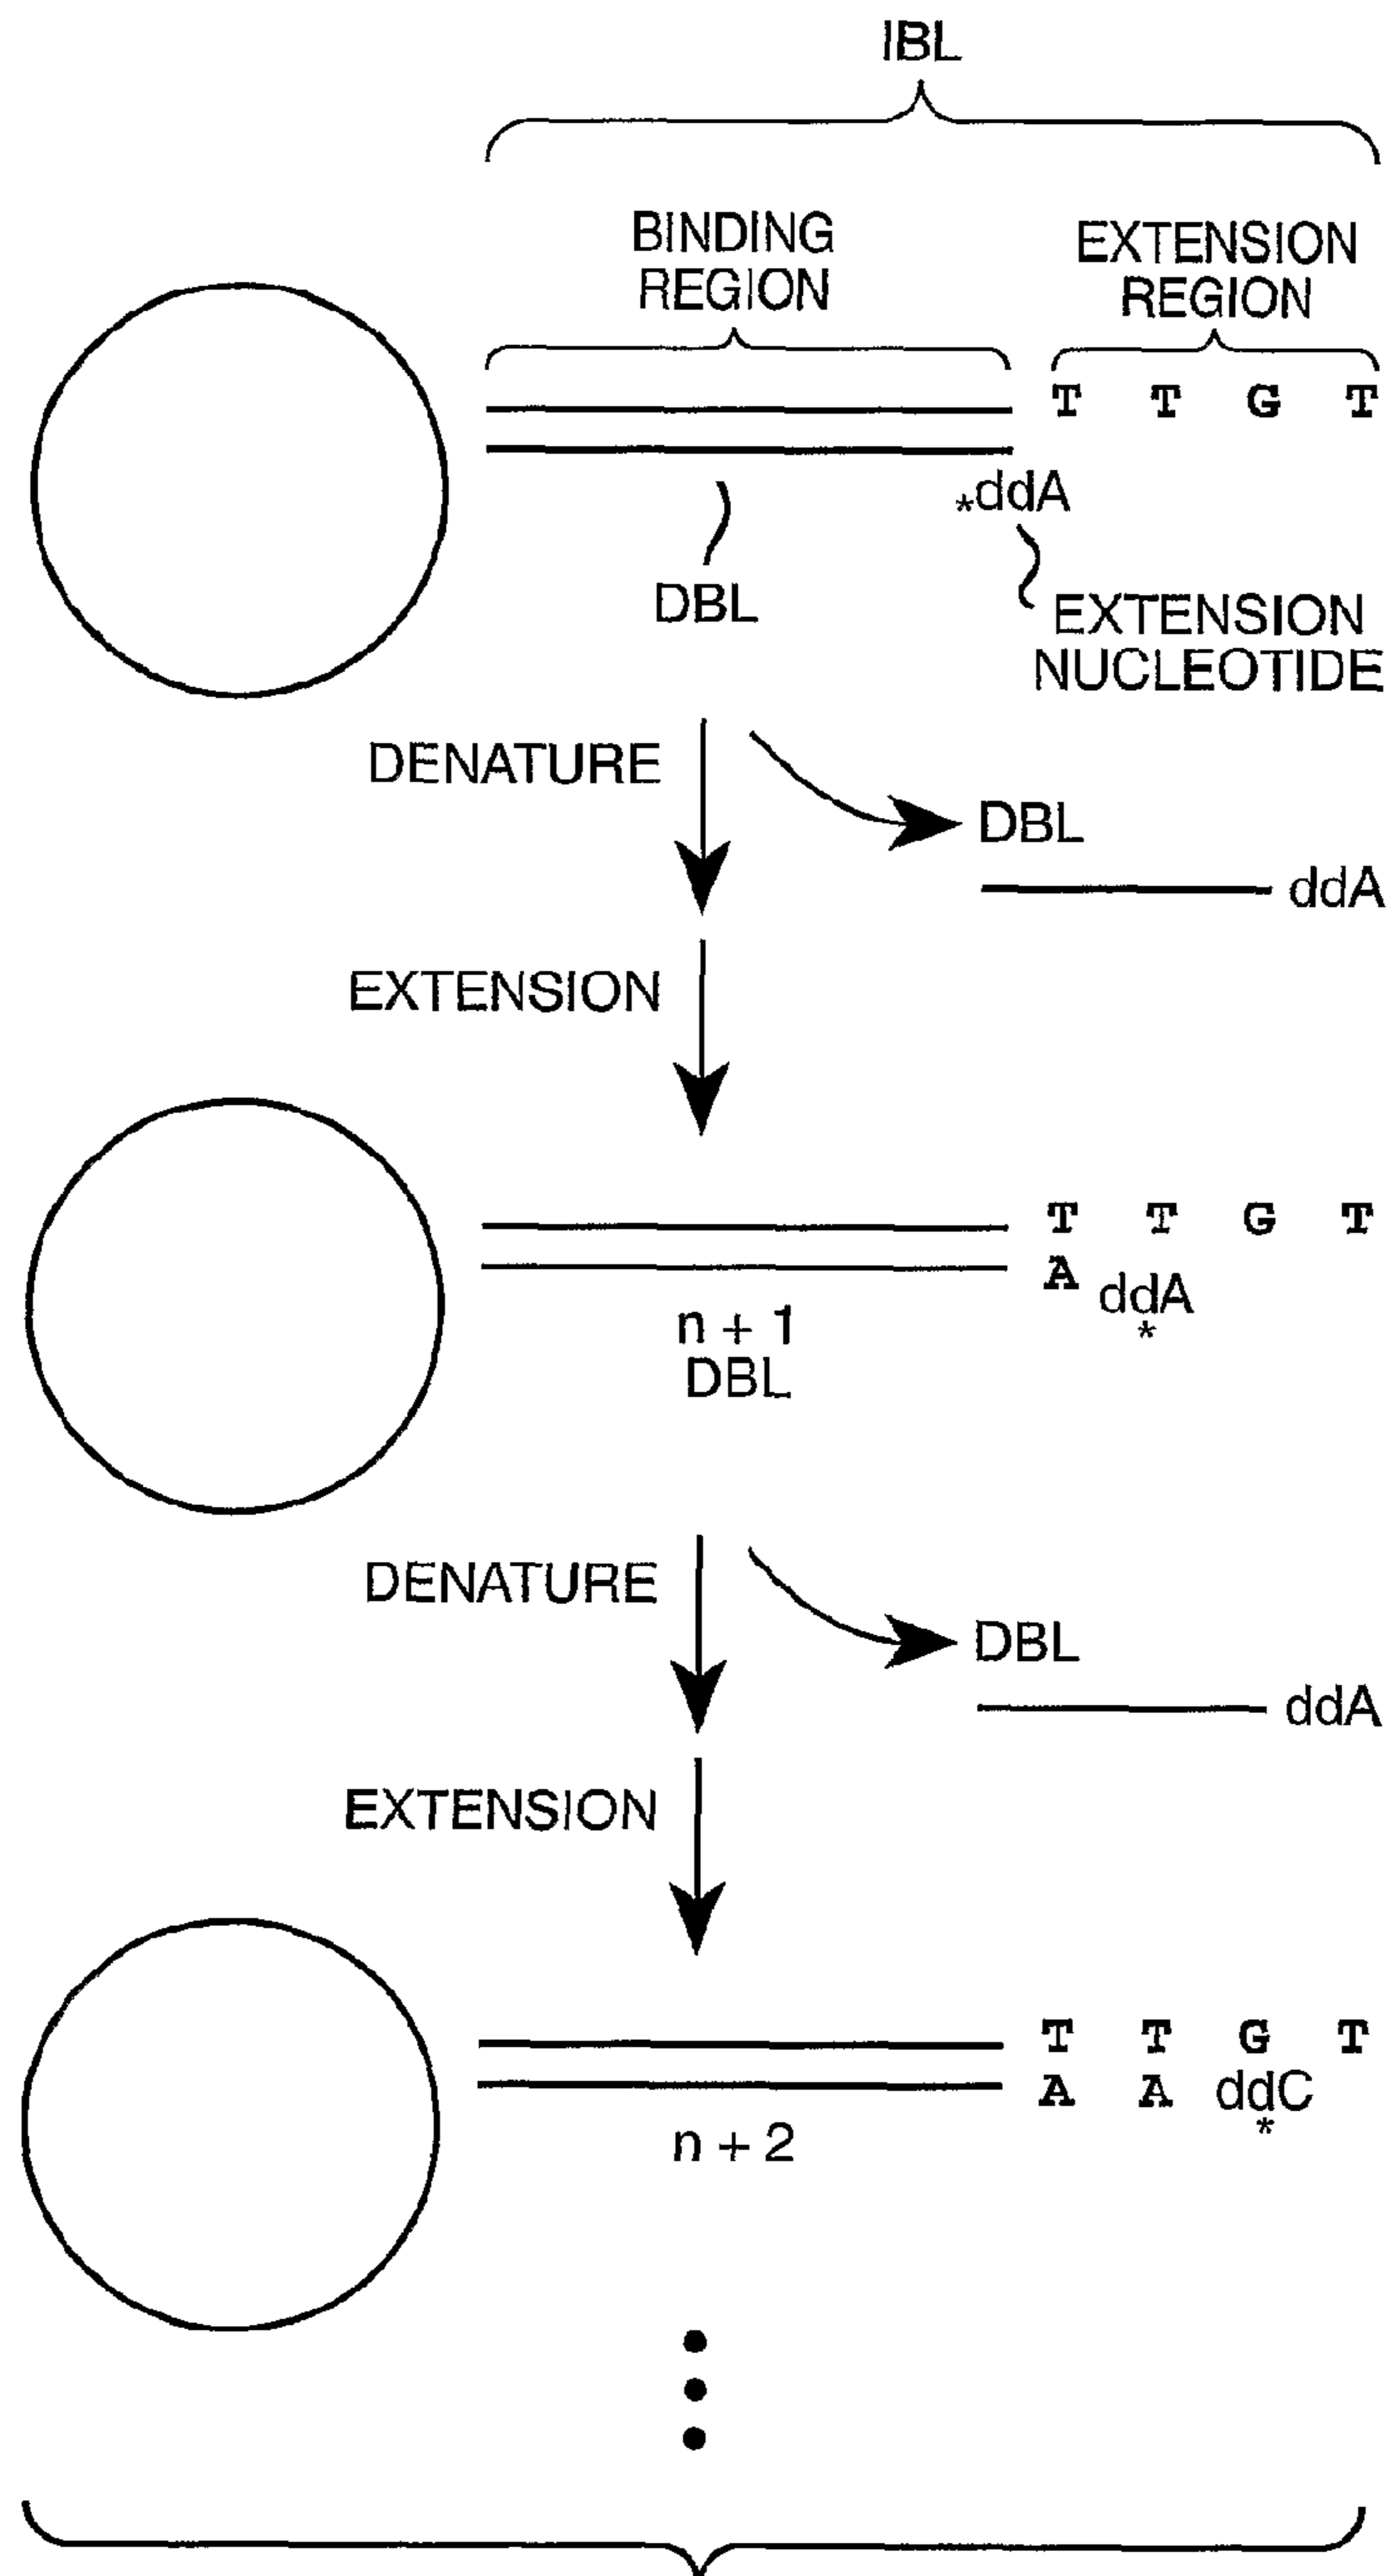 IBL
BINDING
REGION
EXTENSION
REGION
T T G T
*ddA
DBL
EXTENSION
NUCLEOTIDE
DENATURE
DBL
ddA
EXTENSION
T T G T
A ddA
*
n + 1
DBL
DENATURE
DBL
ddA
EXTENSION
T T G T
A A ddC
*
n + 2